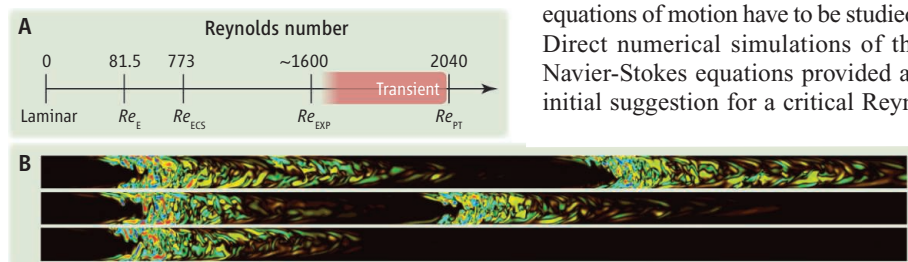 A
Reynolds number
0 81.5 773 ~1600 2040
Transient
Laminar Re_E Re_ECS Re_EXP Re_PT
B
equations of motion have to be studied
Direct numerical simulations of th
Navier-Stokes equations provided a
initial suggestion for a critical Reyn